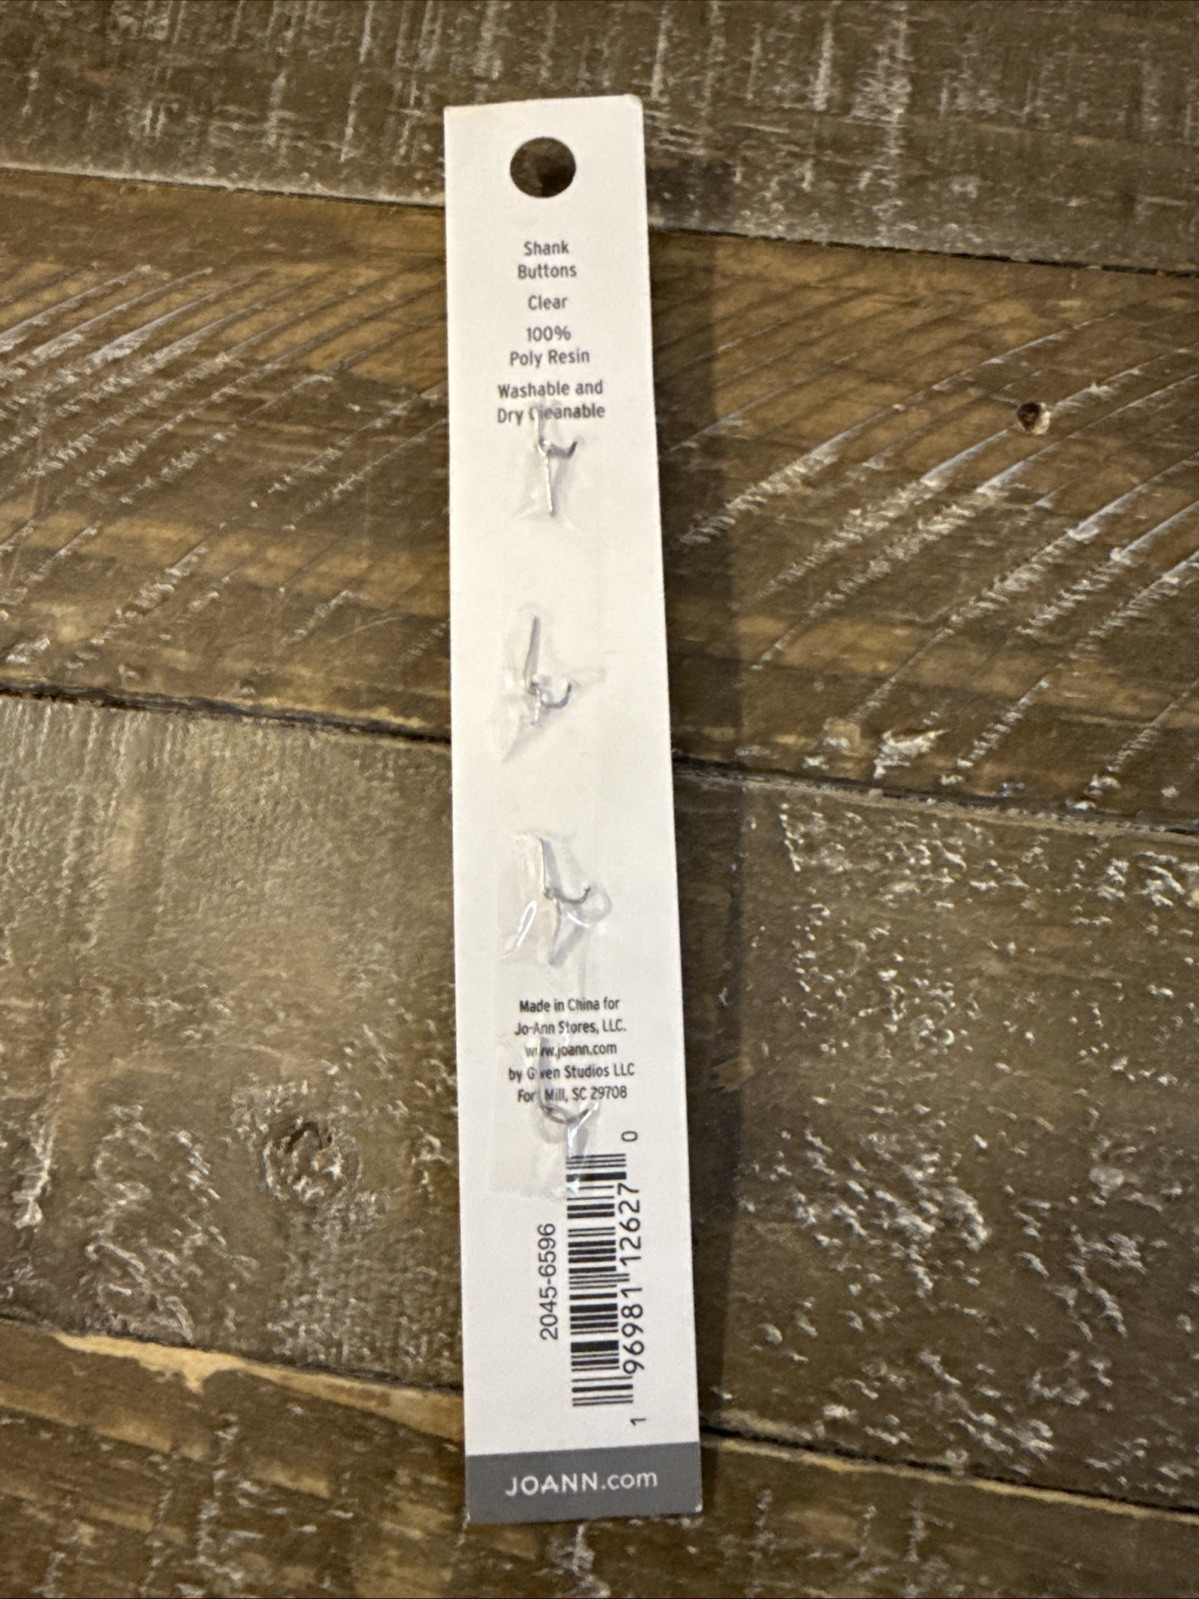 Shank
Buttons
Clear
100%
Poly Resin
Washable and
Dry Cleanable
Made in China for
Jo-Ann Stores, LLC.
www.joann.com
by Gwen Studios LLC
Fort Mill, SC 29708
2045-6596
1 96981 12627 0
JOANN.com